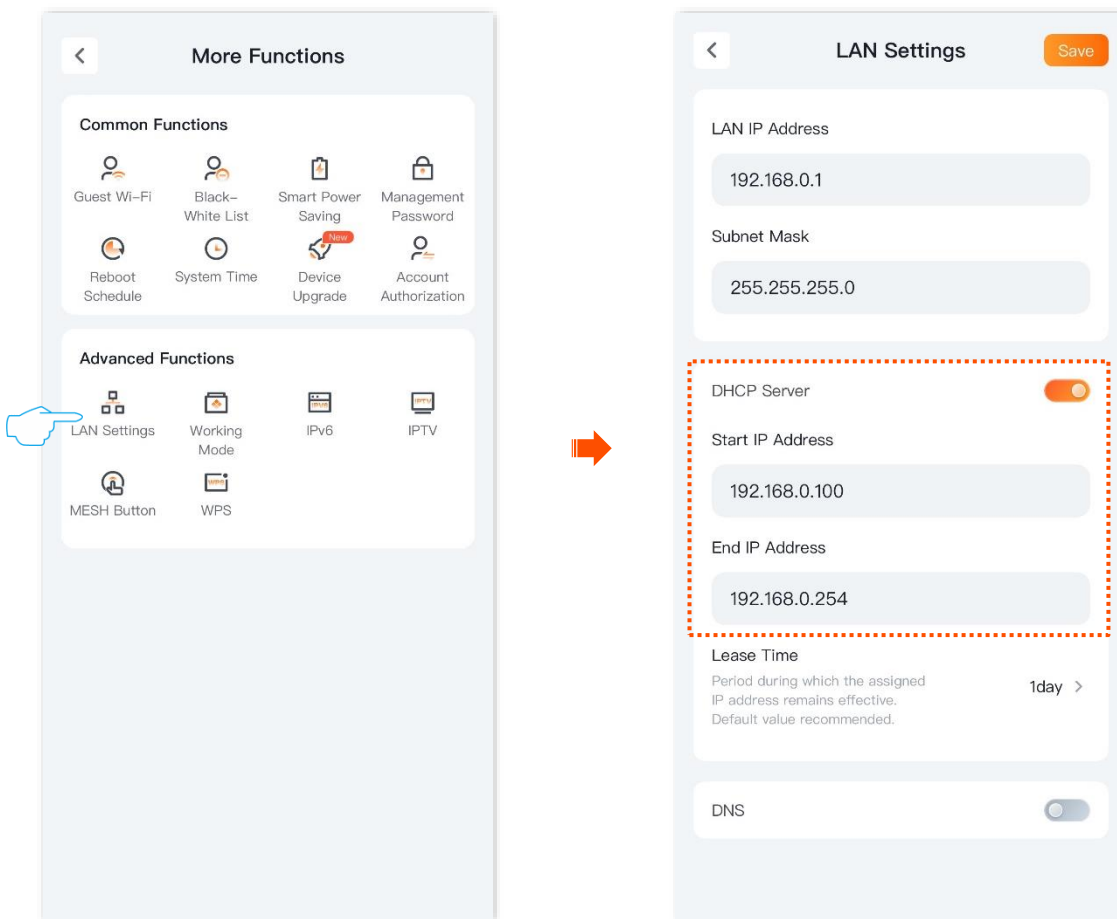 More Functions
Common Functions
Guest Wi-Fi
Black-
White List
Smart Power
Saving
Management
Password
New
Reboot
Schedule
System Time
Device
Upgrade
Account
Authorization
Advanced Functions
LAN Settings
Working
Mode
IPV6
IPv6
IPTV
IPTV
MESH Button
WPS
WPS
LAN Settings
Save
LAN IP Address
192.168.0.1
Subnet Mask
255.255.255.0
DHCP Server
Start IP Address
192.168.0.100
End IP Address
192.168.0.254
Lease Time
Period during which the assigned
IP address remains effective.
Default value recommended.
1day
DNS